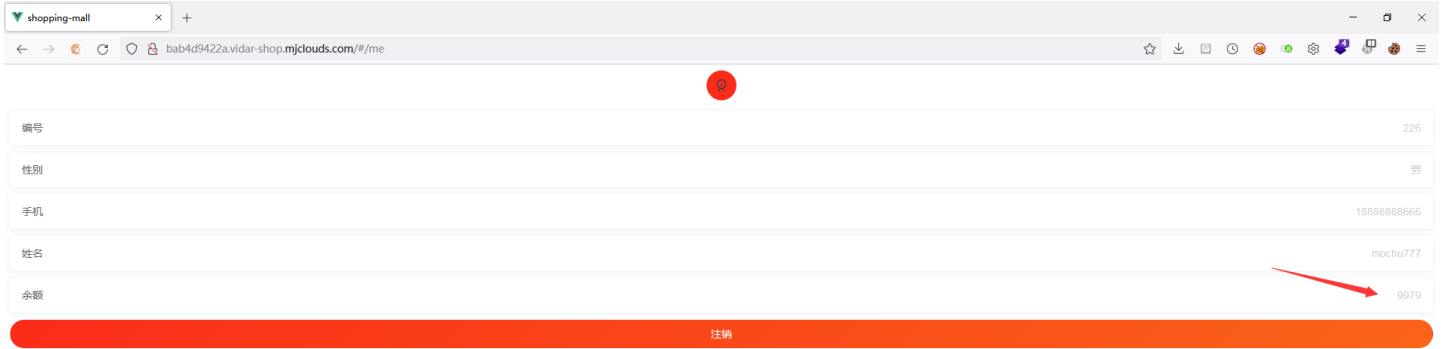 shopping-mall
bab4d9422a.vidar-shop.mjclouds.com/#/me
4
编号 226
性别 男
手机 18888888666
姓名 mochu777
余额 9979
注销